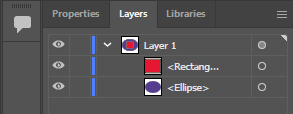 Properties Layers Libraries
Layer 1
<Rectang...
<Ellipse>